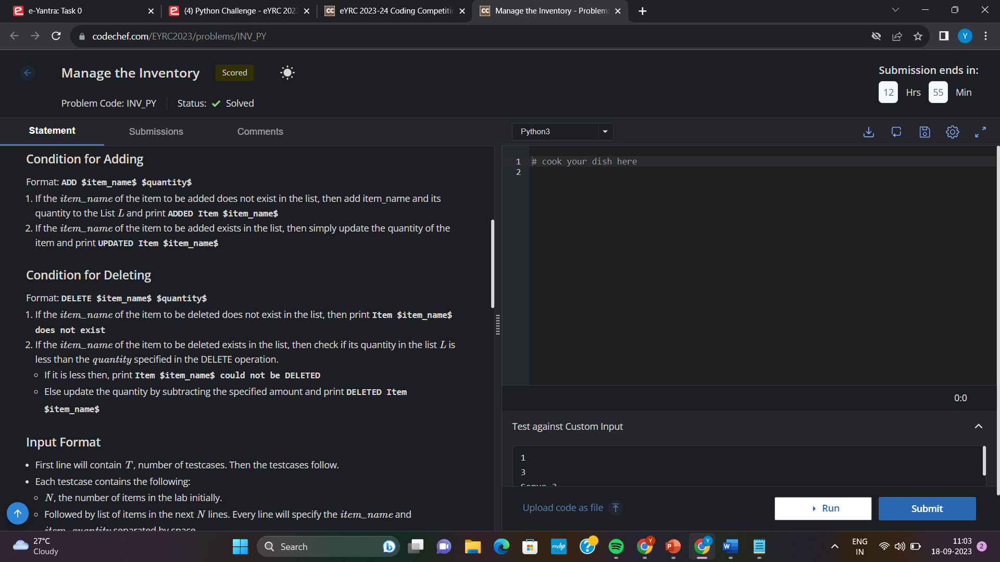 e-Yantra: Task 0
(4) Python Challenge - eYRC 202
eYRC 2023-24 Coding Competiti
Manage the Inventory - Problem
codechef.com/EYRC2023/problems/INV_PY
Y
Manage the Inventory
Scored
Submission ends in:
12 Hrs 55 Min
Problem Code: INV_PY
Status: Solved
Statement
Submissions
Comments
Python3
Condition for Adding
Format: ADD $item_name$ $quantity$
1. If the item_name of the item to be added does not exist in the list, then add item_name and its
quantity to the List L and print ADDED Item $item_name$
2. If the item_name of the item to be added exists in the list, then simply update the quantity of the
item and print UPDATED Item $item_name$
Condition for Deleting
Format: DELETE $item_name$ $quantity$
1. If the item_name of the item to be deleted does not exist in the list, then print Item $item_name$
does not exist
2. If the item_name of the item to be deleted exists in the list, then check if its quantity in the list L is
less than the quantity specified in the DELETE operation.
If it is less then, print Item $item_name$ could not be DELETED
Else update the quantity by subtracting the specified amount and print DELETED Item
$item_name$
Input Format
• First line will contain T, number of testcases. Then the testcases follow.
• Each testcase contains the following:
N, the number of items in the lab initially.
Followed by list of items in the next N lines. Every line will specify the item_name and
item_quantity separated by space
1 # cook your dish here
2
0:0
Test against Custom Input
1
3
Upload code as file
Run
Submit
27°C
Cloudy
Search
myhp
Y
P
Y
W
ENG
IN
11:03
18-09-2023
2